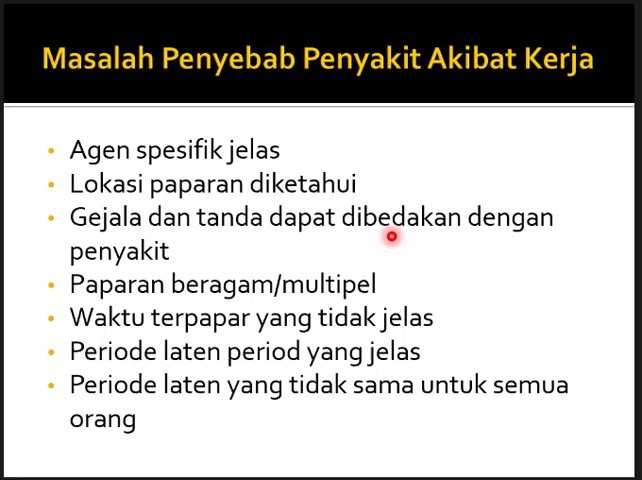 Masalah Penyebab Penyakit Akibat Kerja
• Agen spesifik jelas
• Lokasi paparan diketahui
• Gejala dan tanda dapat dibedakan dengan
penyakit
• Paparan beragam/multipel
• Waktu terpapar yang tidak jelas
• Periode laten period yang jelas
• Periode laten yang tidak sama untuk semua
orang